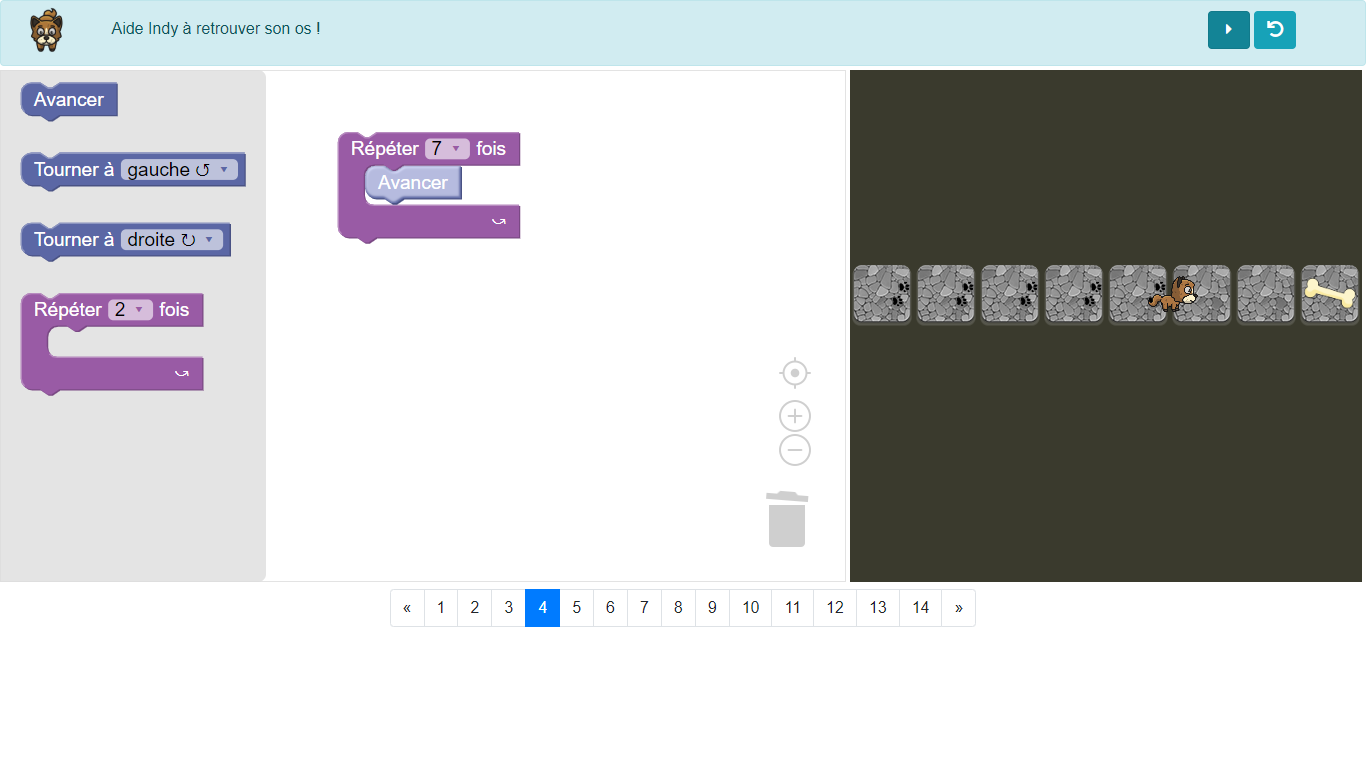 Aide Indy à retrouver son os !
Avancer
Tourner à gauche ↺
Tourner à droite ↻
Répéter 2 fois
Répéter 7 fois
Avancer
« 1 2 3 4 5 6 7 8 9 10 11 12 13 14 »